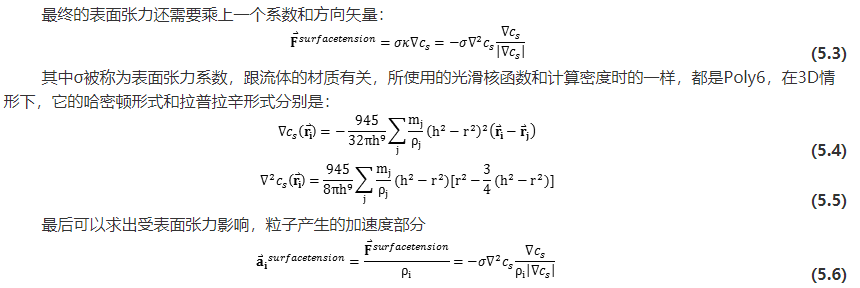 最终的表面张力还需要乘上一个系数和方向矢量：
$\vec{\mathbf{F}}^{surfacetension} = \sigma\kappa\nabla c_s = -\sigma\nabla^2 c_s \frac{\nabla c_s}{|\nabla c_s|}$ (5.3)
其中σ被称为表面张力系数，跟流体的材质有关，所使用的光滑核函数和计算密度时的一样，都是Poly6，在3D情
形下，它的哈密顿形式和拉普拉辛形式分别是：
$\nabla c_s(\vec{\mathbf{r}}_{\mathbf{i}}) = -\frac{945}{32\pi h^9} \sum_j \frac{m_j}{\rho_j} (h^2 - r^2)^2 (\vec{\mathbf{r}}_{\mathbf{i}} - \vec{\mathbf{r}}_{\mathbf{j}})$ (5.4)
$\nabla^2 c_s(\vec{\mathbf{r}}_{\mathbf{i}}) = \frac{945}{8\pi h^9} \sum_j \frac{m_j}{\rho_j} (h^2 - r^2)[r^2 - \frac{3}{4}(h^2 - r^2)]$ (5.5)
最后可以求出受表面张力影响，粒子产生的加速度部分
$\vec{\mathbf{a}}_{\mathbf{i}}^{surfacetension} = \frac{\vec{\mathbf{F}}^{surfacetension}}{\rho_i} = -\sigma\nabla^2 c_s \frac{\nabla c_s}{\rho_i|\nabla c_s|}$ (5.6)